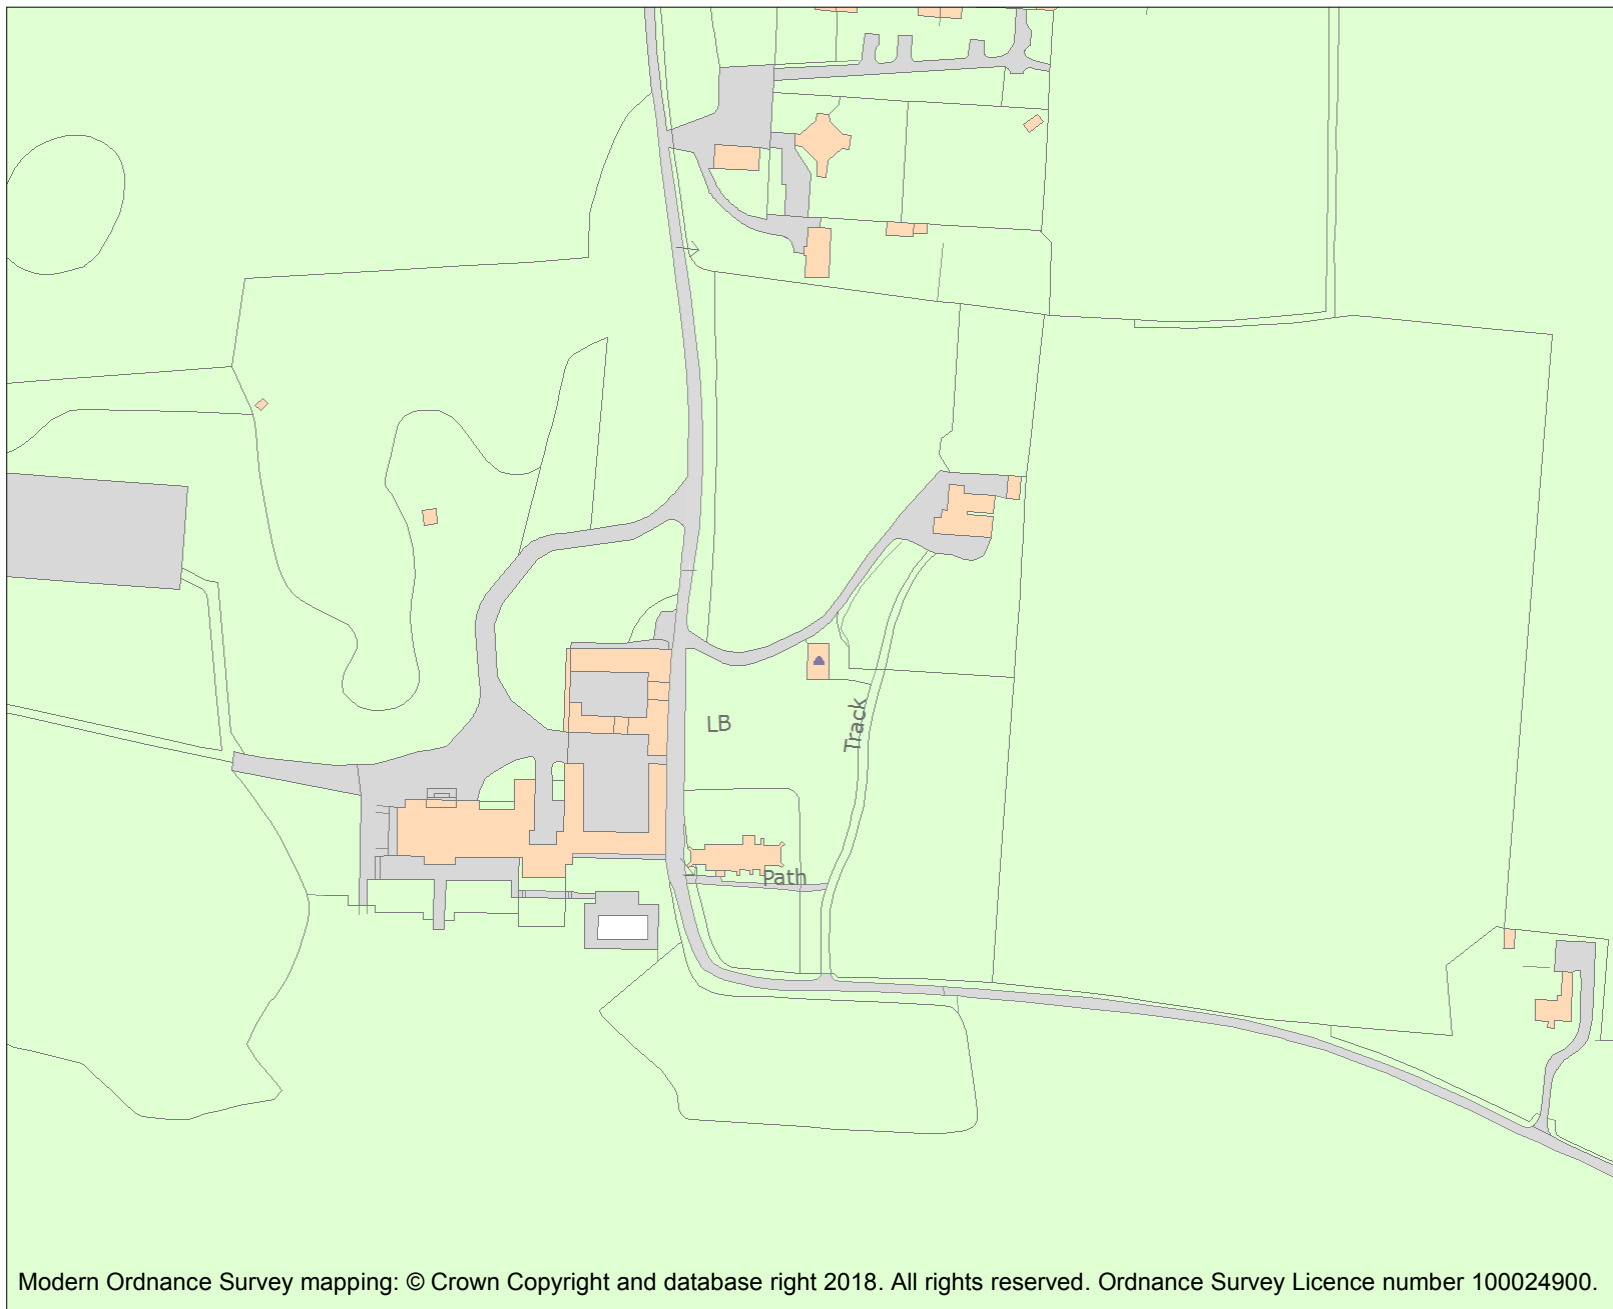 LB
Track
Path
Modern Ordnance Survey mapping: © Crown Copyright and database right 2018. All rights reserved. Ordnance Survey Licence number 100024900.